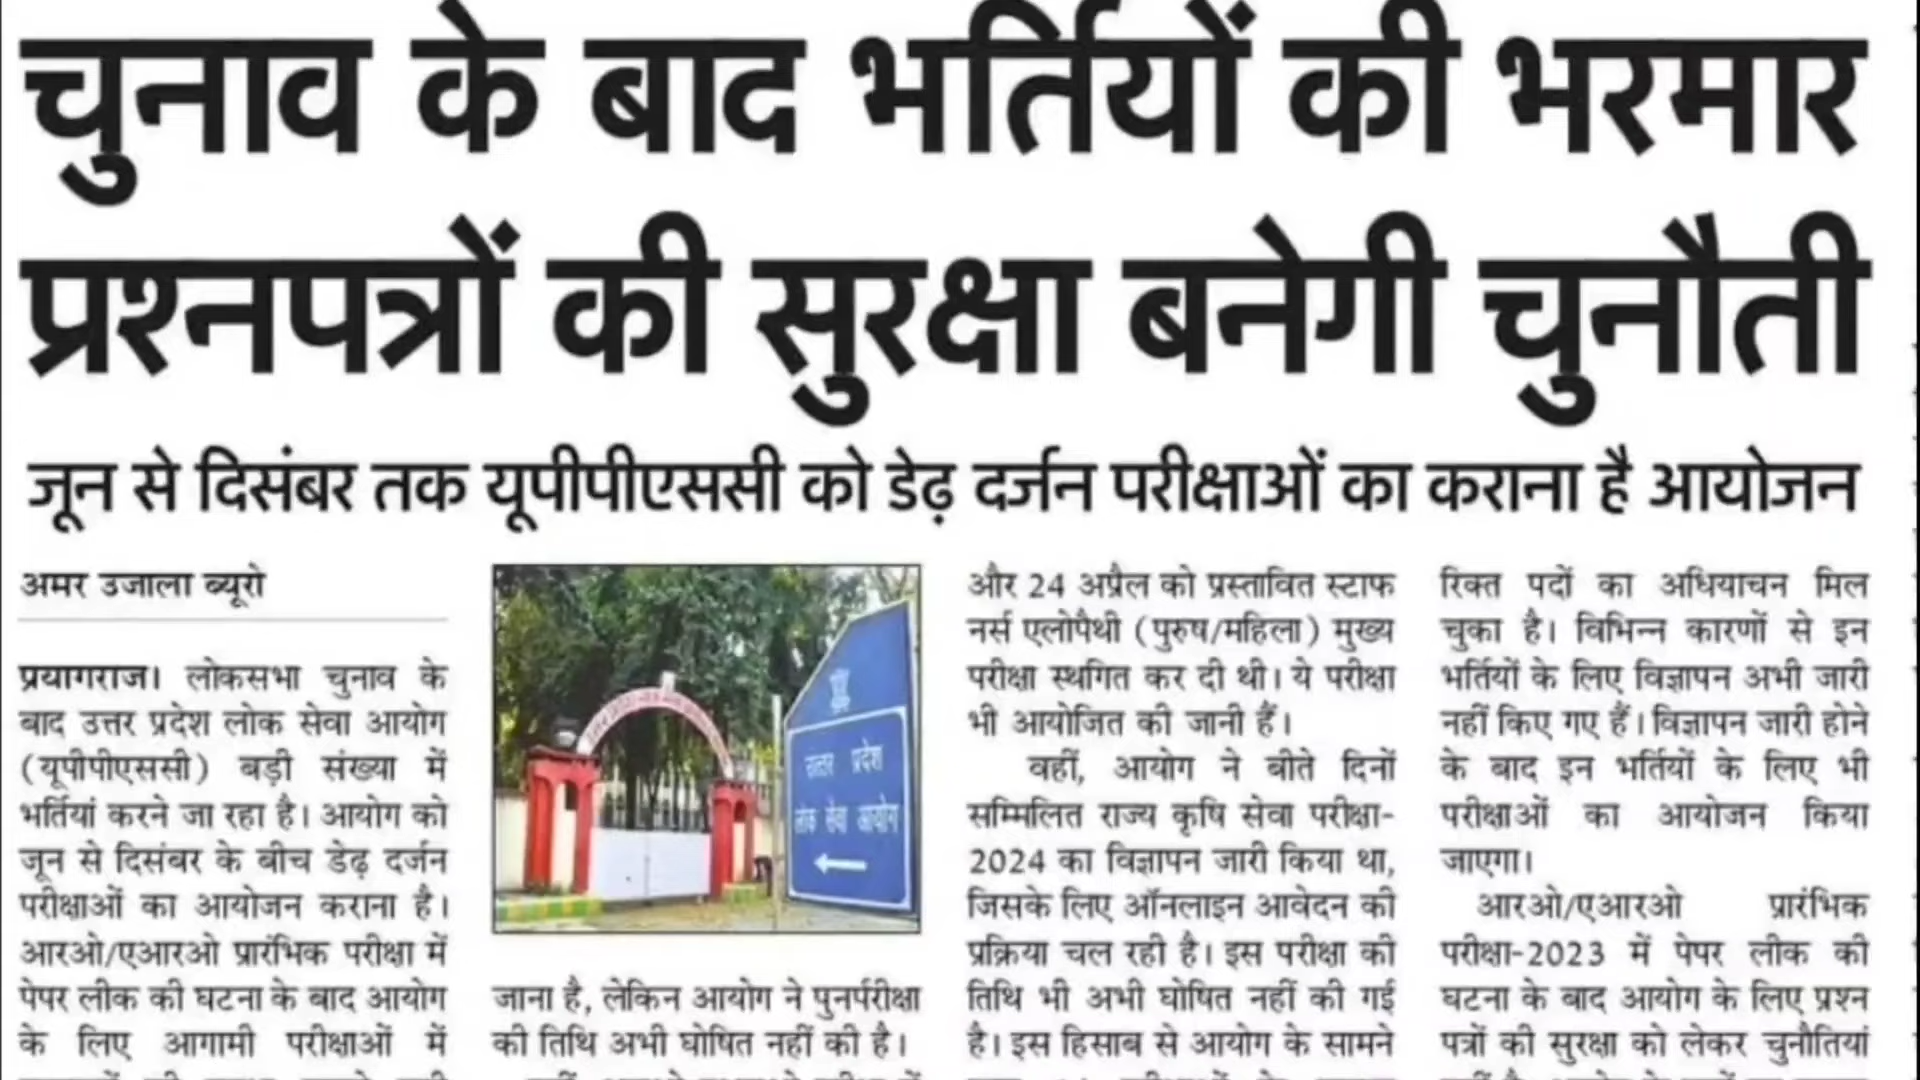 चुनाव के बाद भर्तियों की भरमार
प्रश्नपत्रों की सुरक्षा बनेगी चुनौती
जून से दिसंबर तक यूपीपीएससी को डेढ़ दर्जन परीक्षाओं का कराना है आयोजन
अमर उजाला ब्यूरो
प्रयागराज। लोकसभा चुनाव के
बाद उत्तर प्रदेश लोक सेवा आयोग
(यूपीपीएससी) बड़ी संख्या में
भर्तियां करने जा रहा है। आयोग को
जून से दिसंबर के बीच डेढ़ दर्जन
परीक्षाओं का आयोजन कराना है।
आरओ/एआरओ प्रारंभिक परीक्षा में
पेपर लीक की घटना के बाद आयोग
के लिए आगामी परीक्षाओं में
उत्तर प्रदेश
लोक सेवा आयोग
जाना है, लेकिन आयोग ने पुनर्परीक्षा
की तिथि अभी घोषित नहीं की है।
और 24 अप्रैल को प्रस्तावित स्टाफ
नर्स एलोपैथी (पुरुष/महिला) मुख्य
परीक्षा स्थगित कर दी थी। ये परीक्षा
भी आयोजित की जानी हैं।
वहीं, आयोग ने बीते दिनों
सम्मिलित राज्य कृषि सेवा परीक्षा-
2024 का विज्ञापन जारी किया था,
जिसके लिए ऑनलाइन आवेदन की
प्रक्रिया चल रही है। इस परीक्षा की
तिथि भी अभी घोषित नहीं की गई
है। इस हिसाब से आयोग के सामने
रिक्त पदों का अधियाचन मिल
चुका है। विभिन्न कारणों से इन
भर्तियों के लिए विज्ञापन अभी जारी
नहीं किए गए हैं। विज्ञापन जारी होने
के बाद इन भर्तियों के लिए भी
परीक्षाओं का आयोजन किया
जाएगा।
आरओ/एआरओ प्रारंभिक
परीक्षा-2023 में पेपर लीक की
घटना के बाद आयोग के लिए प्रश्न
पत्रों की सुरक्षा को लेकर चुनौतियां